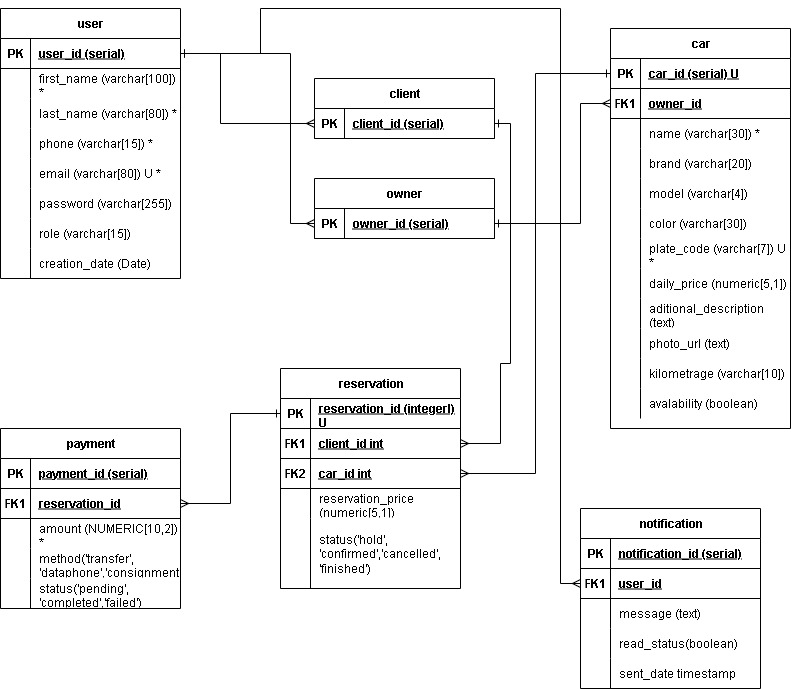 user
PK user_id (serial)
first_name (varchar[100])
*
last_name (varchar[80]) *
phone (varchar[15]) *
email (varchar[80]) U *
password (varchar[255])
role (varchar[15])
creation_date (Date)
client
PK client_id (serial)
owner
PK owner_id (serial)
car
PK car_id (serial) U
FK1 owner_id
name (varchar[30]) *
brand (varchar[20])
model (varchar[4])
color (varchar[30])
plate_code (varchar[7]) U
*
daily_price (numeric[5,1])
aditional_description
(text)
photo_url (text)
kilometrage (varchar[10])
avalability (boolean)
reservation
PK reservation_id (integerl)
U
FK1 client_id int
FK2 car_id int
reservation_price
(numeric[5,1])
status('hold',
'confirmed','cancelled',
'finished')
payment
PK payment_id (serial)
FK1 reservation_id
amount (NUMERIC[10,2])
*
method('transfer',
'dataphone','consignment
status('pending',
'completed','failed')
notification
PK notification_id (serial)
FK1 user_id
message (text)
read_status(boolean)
sent_date timestamp